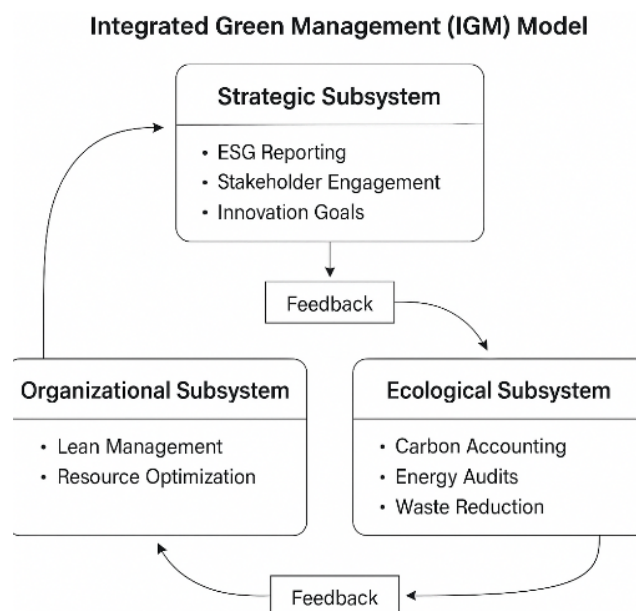 Integrated Green Management (IGM) Model
Strategic Subsystem
• ESG Reporting
• Stakeholder Engagement
• Innovation Goals
Feedback
Organizational Subsystem
• Lean Management
• Resource Optimization
Ecological Subsystem
• Carbon Accounting
• Energy Audits
• Waste Reduction
Feedback